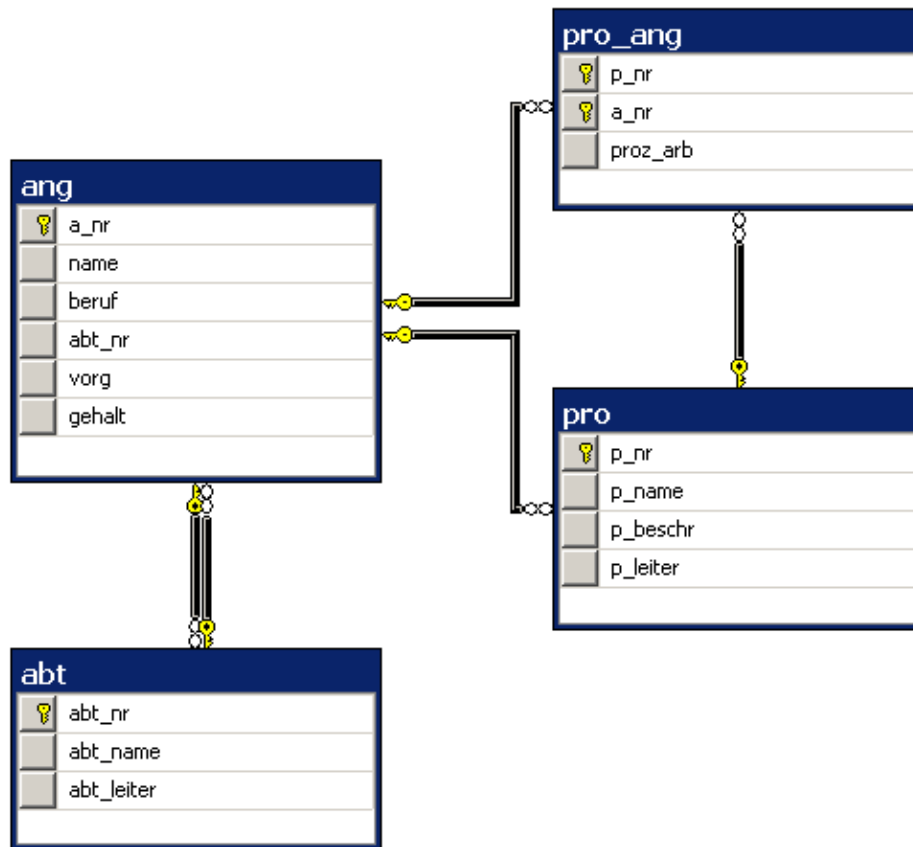 pro_ang
p_nr
a_nr
proz_arb
ang
a_nr
name
beruf
abt_nr
vorg
gehalt
pro
p_nr
p_name
p_beschr
p_leiter
abt
abt_nr
abt_name
abt_leiter